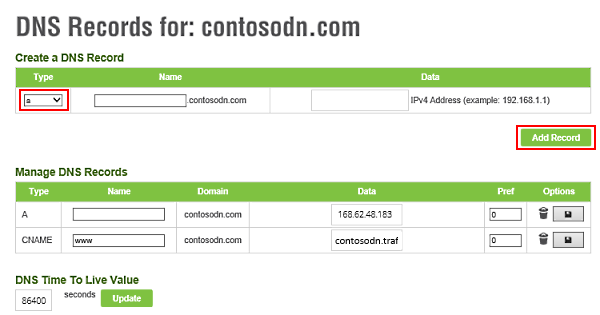 DNS Records for: contosodn.com
Create a DNS Record
Type Name Data
a .contosodn.com IPv4 Address (example: 192.168.1.1)
Add Record
Manage DNS Records
Type Name Domain Data Pref Options
A contosodn.com 168.62.48.183 0
CNAME www contosodn.com contosodn.traf 0
DNS Time To Live Value
86400 seconds Update